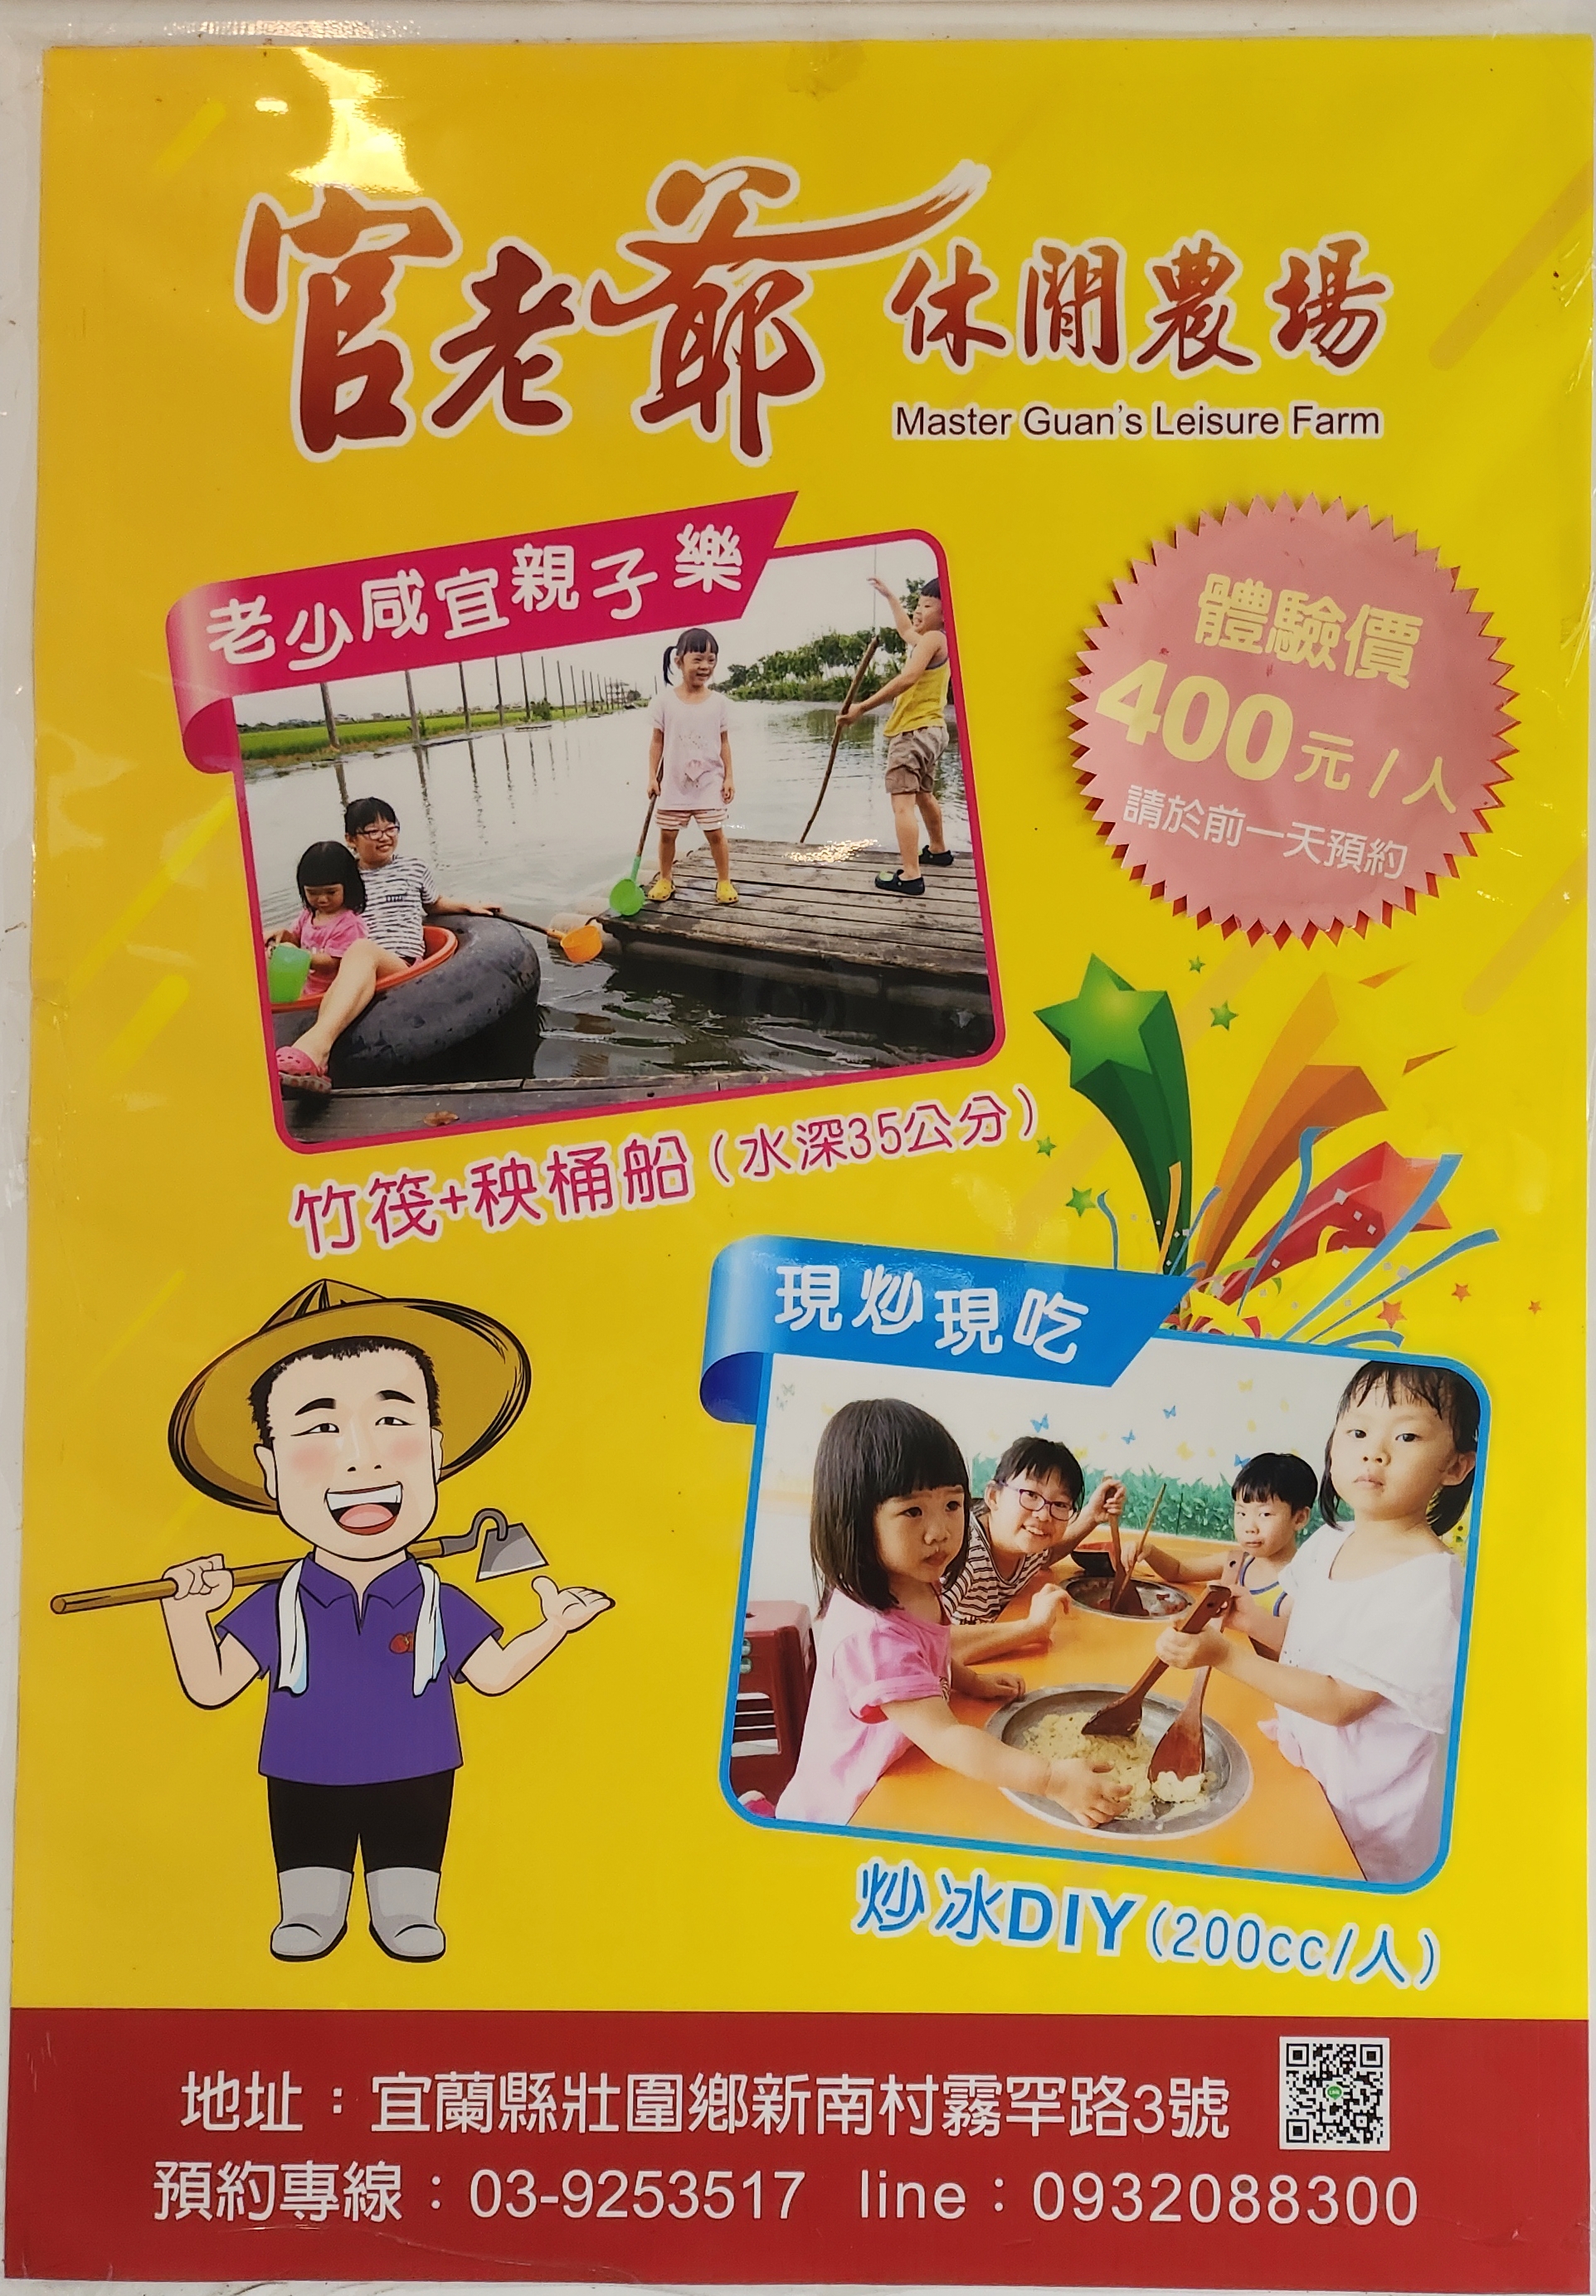 官老爺 休閒農場
Master Guan's Leisure Farm
老少咸宜親子樂
體驗價
400元/人
請於前一天預約
竹筏+秧桶船(水深35公分)
現炒現吃
炒冰DIY(200cc/人)
地址：宜蘭縣壯圍鄉新南村霧罕路3號
預約專線：03-9253517 line：0932088300